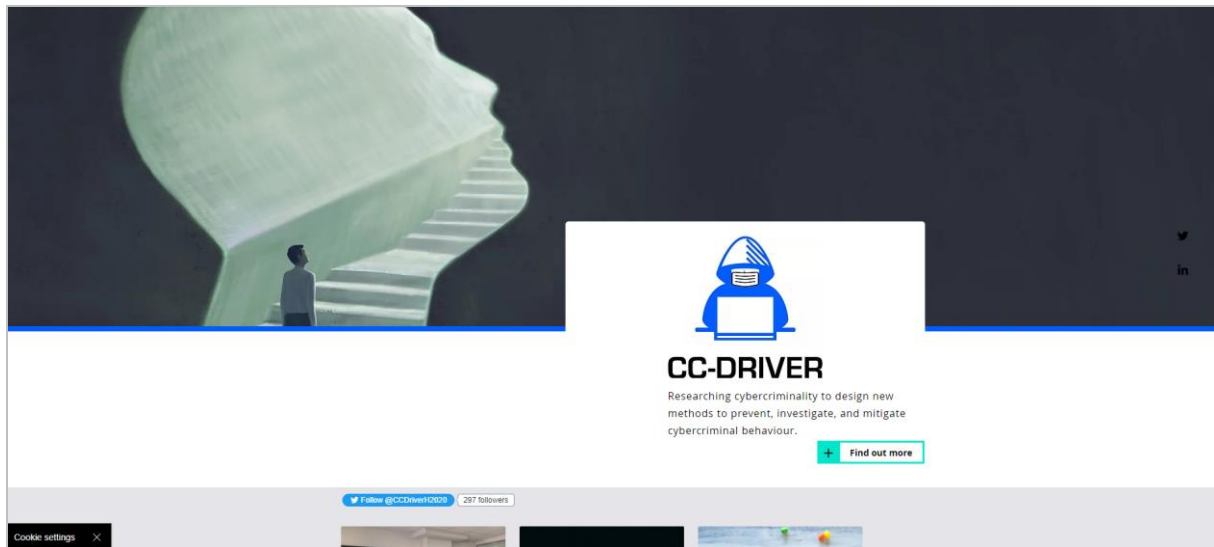 CC-DRIVER
Researching cybercriminality to design new
methods to prevent, investigate, and mitigate
cybercriminal behaviour.
+ Find out more
Follow @CCDriverH2020 297 followers
Cookie settings ×
in